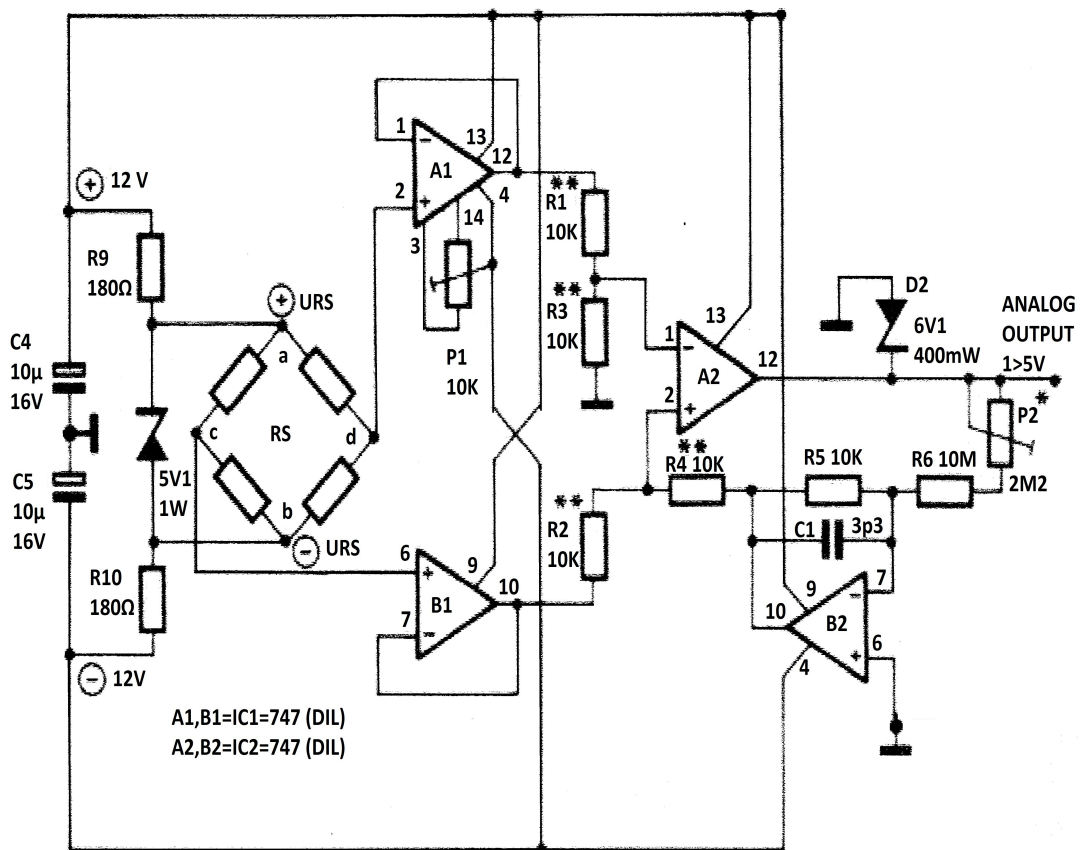 1
13
A1
12
2
4
3
14
P1
10K
+ 12 V
R9
180Ω
+ URS
a
c
RS
d
b
− URS
C4
10µ
16V
C5
10µ
16V
5V1
1W
R10
180Ω
− 12V
**
R1
10K
**
R3
10K
1
13
A2
12
2
D2
6V1
400mW
ANALOG
OUTPUT
1>5V
*
P2
2M2
**
R4 10K
R5 10K
R6 10M
C1
3p3
**
R2
10K
6
9
B1
10
7
9
7
10
B2
6
4
A1,B1=IC1=747 (DIL)
A2,B2=IC2=747 (DIL)